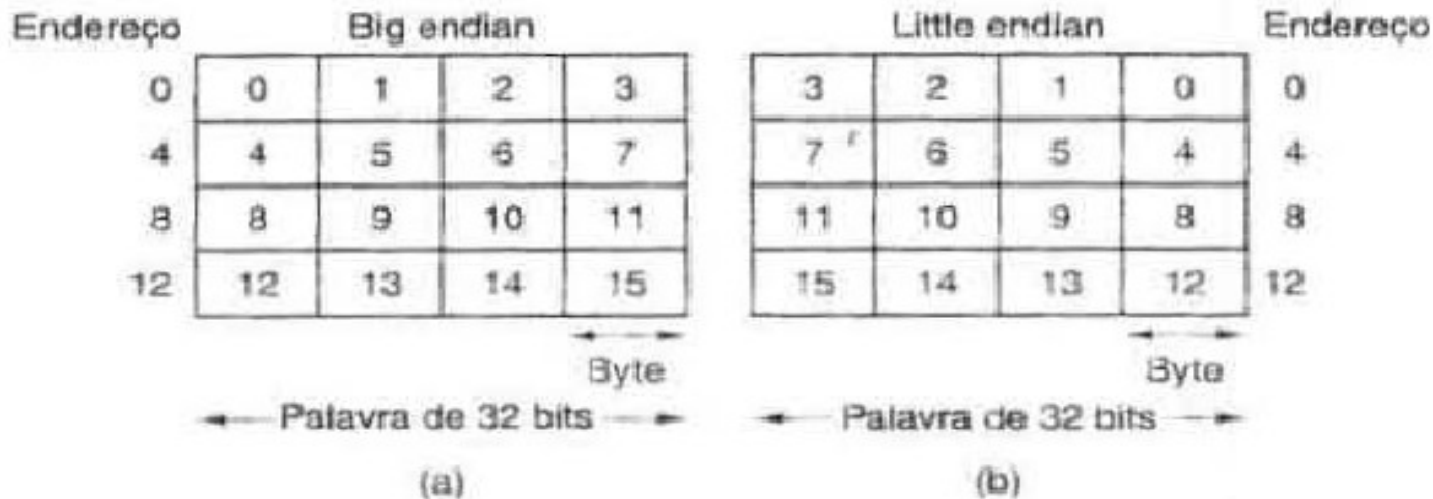 Endereço Big endian Little endian Endereço
0 0 1 2 3 3 2 1 0 0
4 4 5 6 7 7 6 5 4 4
8 8 9 10 11 11 10 9 8 8
12 12 13 14 15 15 14 13 12 12
Byte Byte
Palavra de 32 bits Palavra de 32 bits
(a) (b)